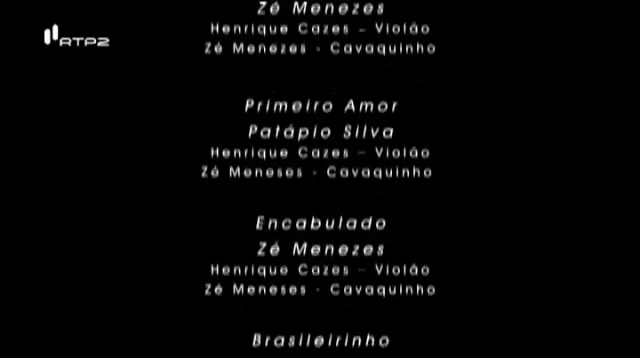 Zé Menezes
Henrique Cazes – Violão
Zé Menezes - Cavaquinho
RTP2
Primeiro Amor
Patápio Silva
Henrique Cazes – Violão
Zé Meneses - Cavaquinho
Encabulado
Zé Menezes
Henrique Cazes – Violão
Zé Meneses - Cavaquinho
Brasileirinho